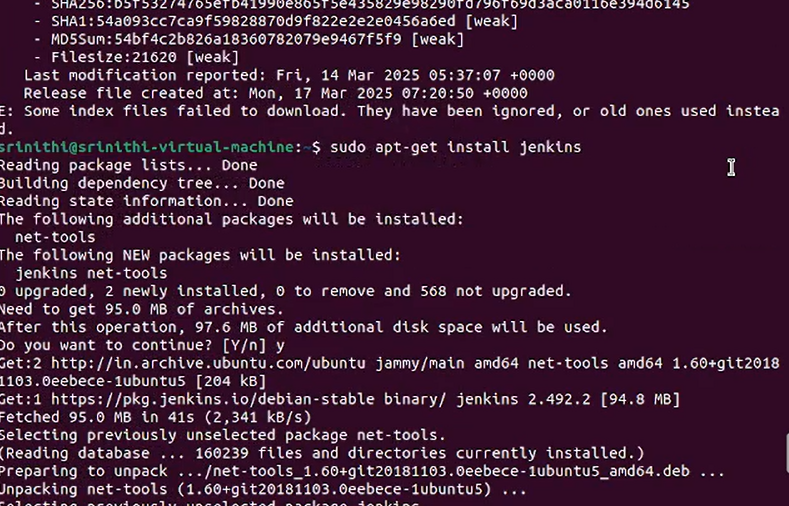 - SHA256:b5f53274765efb41990e865f5e435829e98290fd796f69d3aca0116e394d6145
- SHA1:54a093cc7ca9f59828870d9f822e2e2e0456a6ed [weak]
- MD5Sum:54bf4c2b826a18360782079e9467f5f9 [weak]
- Filesize:21620 [weak]
Last modification reported: Fri, 14 Mar 2025 05:37:07 +0000
Release file created at: Mon, 17 Mar 2025 07:20:50 +0000
E: Some index files failed to download. They have been ignored, or old ones used instea
d.
srinithi@srinithi-virtual-machine:~$ sudo apt-get install jenkins
Reading package lists... Done
Building dependency tree... Done
Reading state information... Done
The following additional packages will be installed:
net-tools
The following NEW packages will be installed:
jenkins net-tools
0 upgraded, 2 newly installed, 0 to remove and 568 not upgraded.
Need to get 95.0 MB of archives.
After this operation, 97.6 MB of additional disk space will be used.
Do you want to continue? [Y/n] y
Get:2 http://in.archive.ubuntu.com/ubuntu jammy/main amd64 net-tools amd64 1.60+git2018
1103.0eebece-1ubuntu5 [204 kB]
Get:1 https://pkg.jenkins.io/debian-stable binary/ jenkins 2.492.2 [94.8 MB]
Fetched 95.0 MB in 41s (2,341 kB/s)
Selecting previously unselected package net-tools.
(Reading database ... 160239 files and directories currently installed.)
Preparing to unpack .../net-tools_1.60+git20181103.0eebece-1ubuntu5_amd64.deb ...
Unpacking net-tools (1.60+git20181103.0eebece-1ubuntu5) ...
Selecting previously unselected package jenkins.